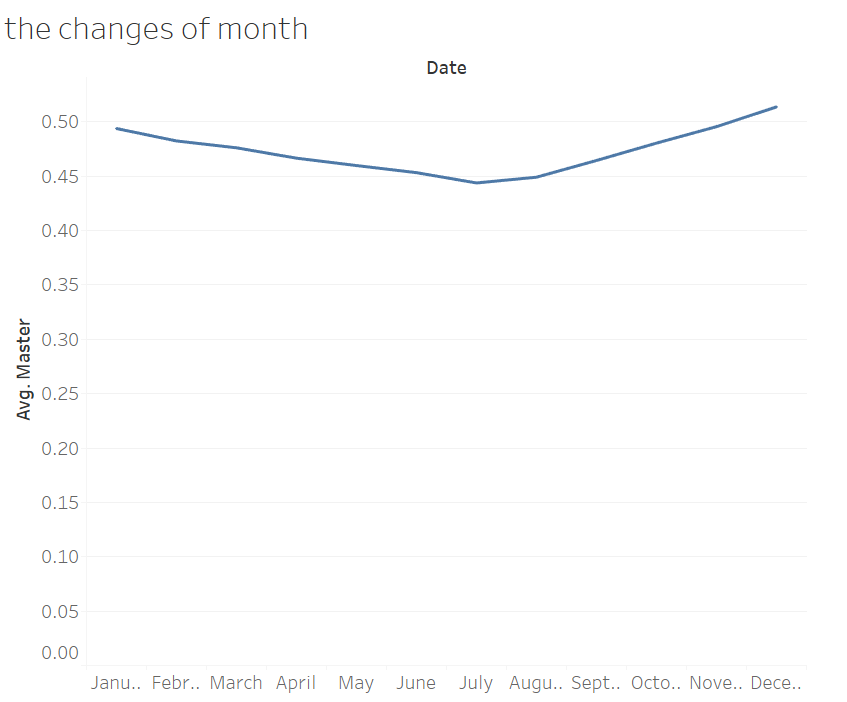 the changes of month
Date
0.50
0.45
0.40
0.35
0.30
0.25
0.20
0.15
0.10
0.05
0.00
Avg. Master
Janu.. Febr.. March April May June July Augu.. Sept.. Octo.. Nove.. Dece..